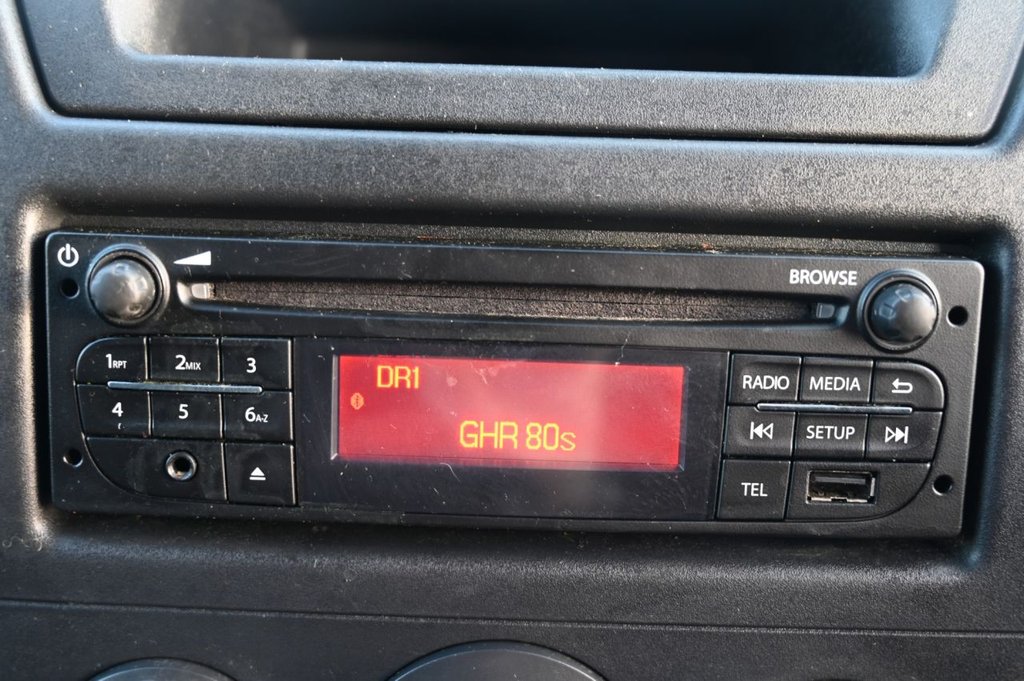 BROWSE
1RPT
2MIX
3
4
5
6A-Z
DR1
GHR 80s
RADIO
MEDIA
SETUP
TEL